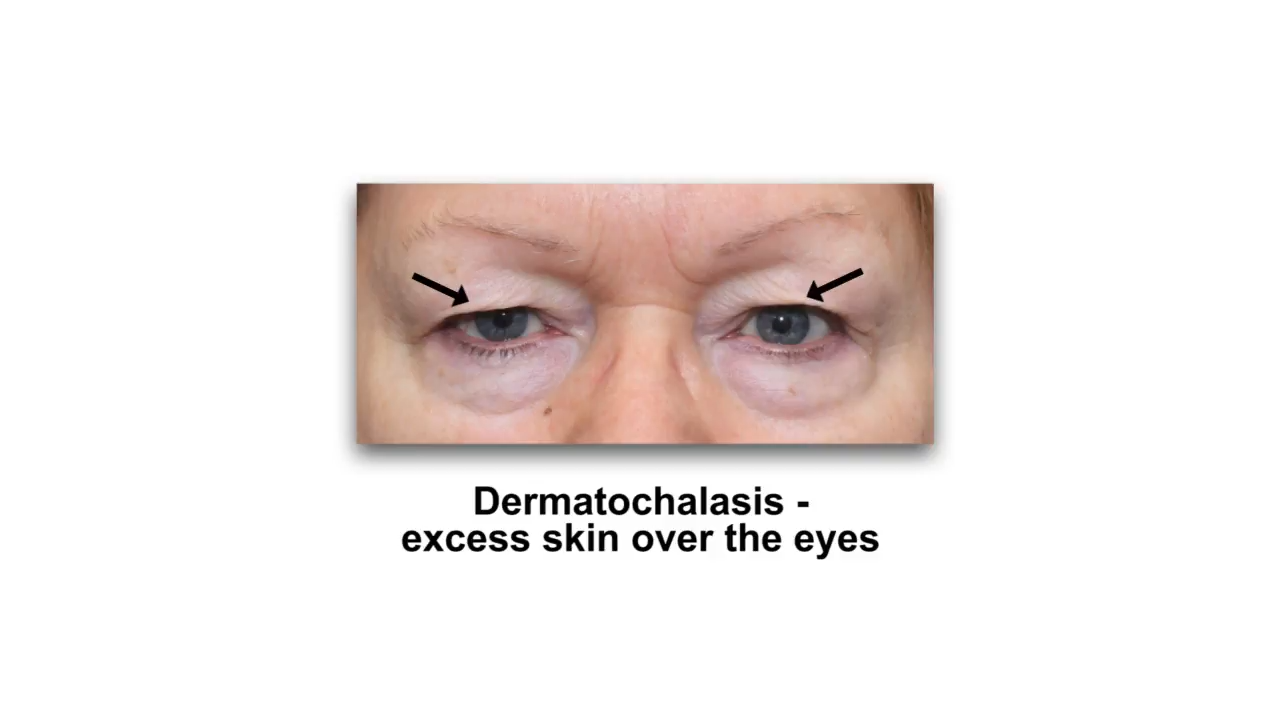 Dermatochalasis -
excess skin over the eyes